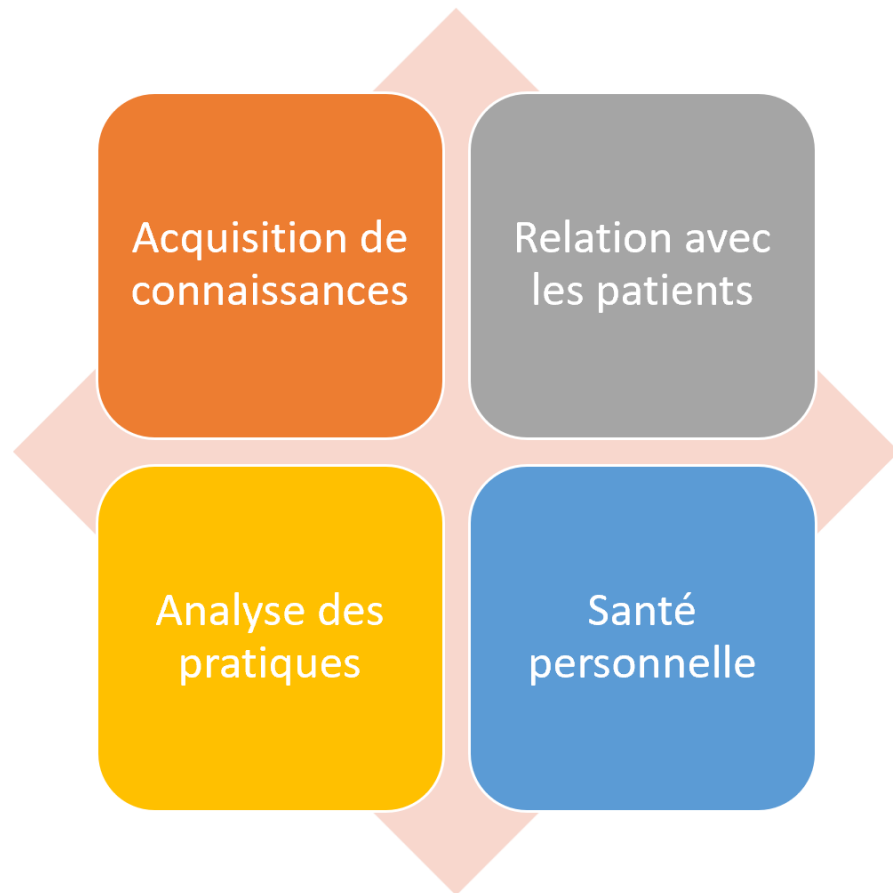 Acquisition de
connaissances
Relation avec
les patients
Analyse des
pratiques
Santé
personnelle